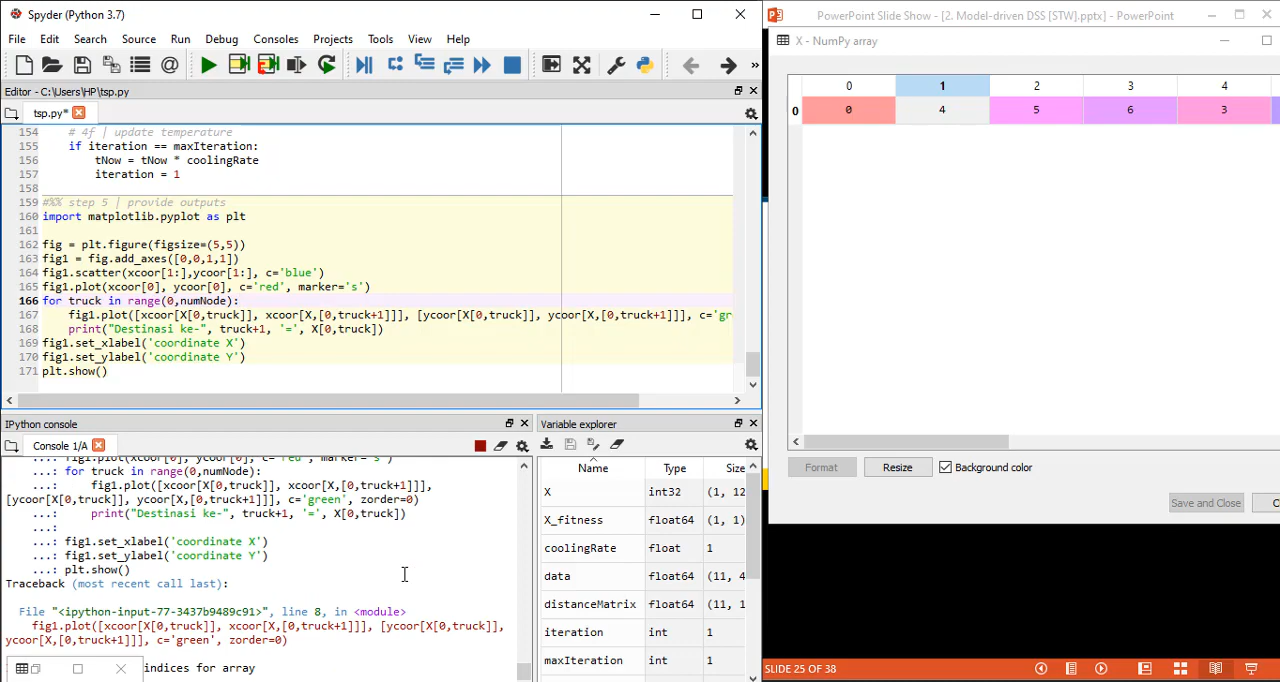 Spyder (Python 3.7)
File Edit Search Source Run Debug Consoles Projects Tools View Help
Editor - C:\Users\HP\tsp.py
tsp.py*
154 # 4f | update temperature
155 if iteration == maxIteration:
156 tNow = tNow * coolingRate
157 iteration = 1
158
159 #%% step 5 | provide outputs
160 import matplotlib.pyplot as plt
161
162 fig = plt.figure(figsize=(5,5))
163 fig1 = fig.add_axes([0,0,1,1])
164 fig1.scatter(xcoor[1:],ycoor[1:], c='blue')
165 fig1.plot(xcoor[0], ycoor[0], c='red', marker='s')
166 for truck in range(0,numNode):
167 fig1.plot([xcoor[X[0,truck]], xcoor[X,[0,truck+1]]], [ycoor[X[0,truck]], ycoor[X,[0,truck+1]]], c='gr
168 print("Destinasi ke-", truck+1, '=', X[0,truck])
169 fig1.set_xlabel('coordinate X')
170 fig1.set_ylabel('coordinate Y')
171 plt.show()
IPython console
Console 1/A
...: fig1.plot(xcoor[0], ycoor[0], c='red', marker='s')
...: for truck in range(0,numNode):
...: fig1.plot([xcoor[X[0,truck]], xcoor[X,[0,truck+1]]],
[ycoor[X[0,truck]], ycoor[X,[0,truck+1]]], c='green', zorder=0)
...: print("Destinasi ke-", truck+1, '=', X[0,truck])
...:
...: fig1.set_xlabel('coordinate X')
...: fig1.set_ylabel('coordinate Y')
...: plt.show()
Traceback (most recent call last):
File "<ipython-input-77-3437b9489c91>", line 8, in <module>
fig1.plot([xcoor[X[0,truck]], xcoor[X,[0,truck+1]]], [ycoor[X[0,truck]],
ycoor[X,[0,truck+1]]], c='green', zorder=0)
indices for array
Variable explorer
Name Type Size
X int32 (1, 12
X_fitness float64 (1, 1)
coolingRate float 1
data float64 (11, 4
distanceMatrix float64 (11, 1
iteration int 1
maxIteration int 1
PowerPoint Slide Show - [2. Model-driven DSS [STW].pptx] - PowerPoint
X - NumPy array
0 1 2 3 4
0 0 4 5 6 3
Format Resize Background color
Save and Close C
SLIDE 25 OF 38